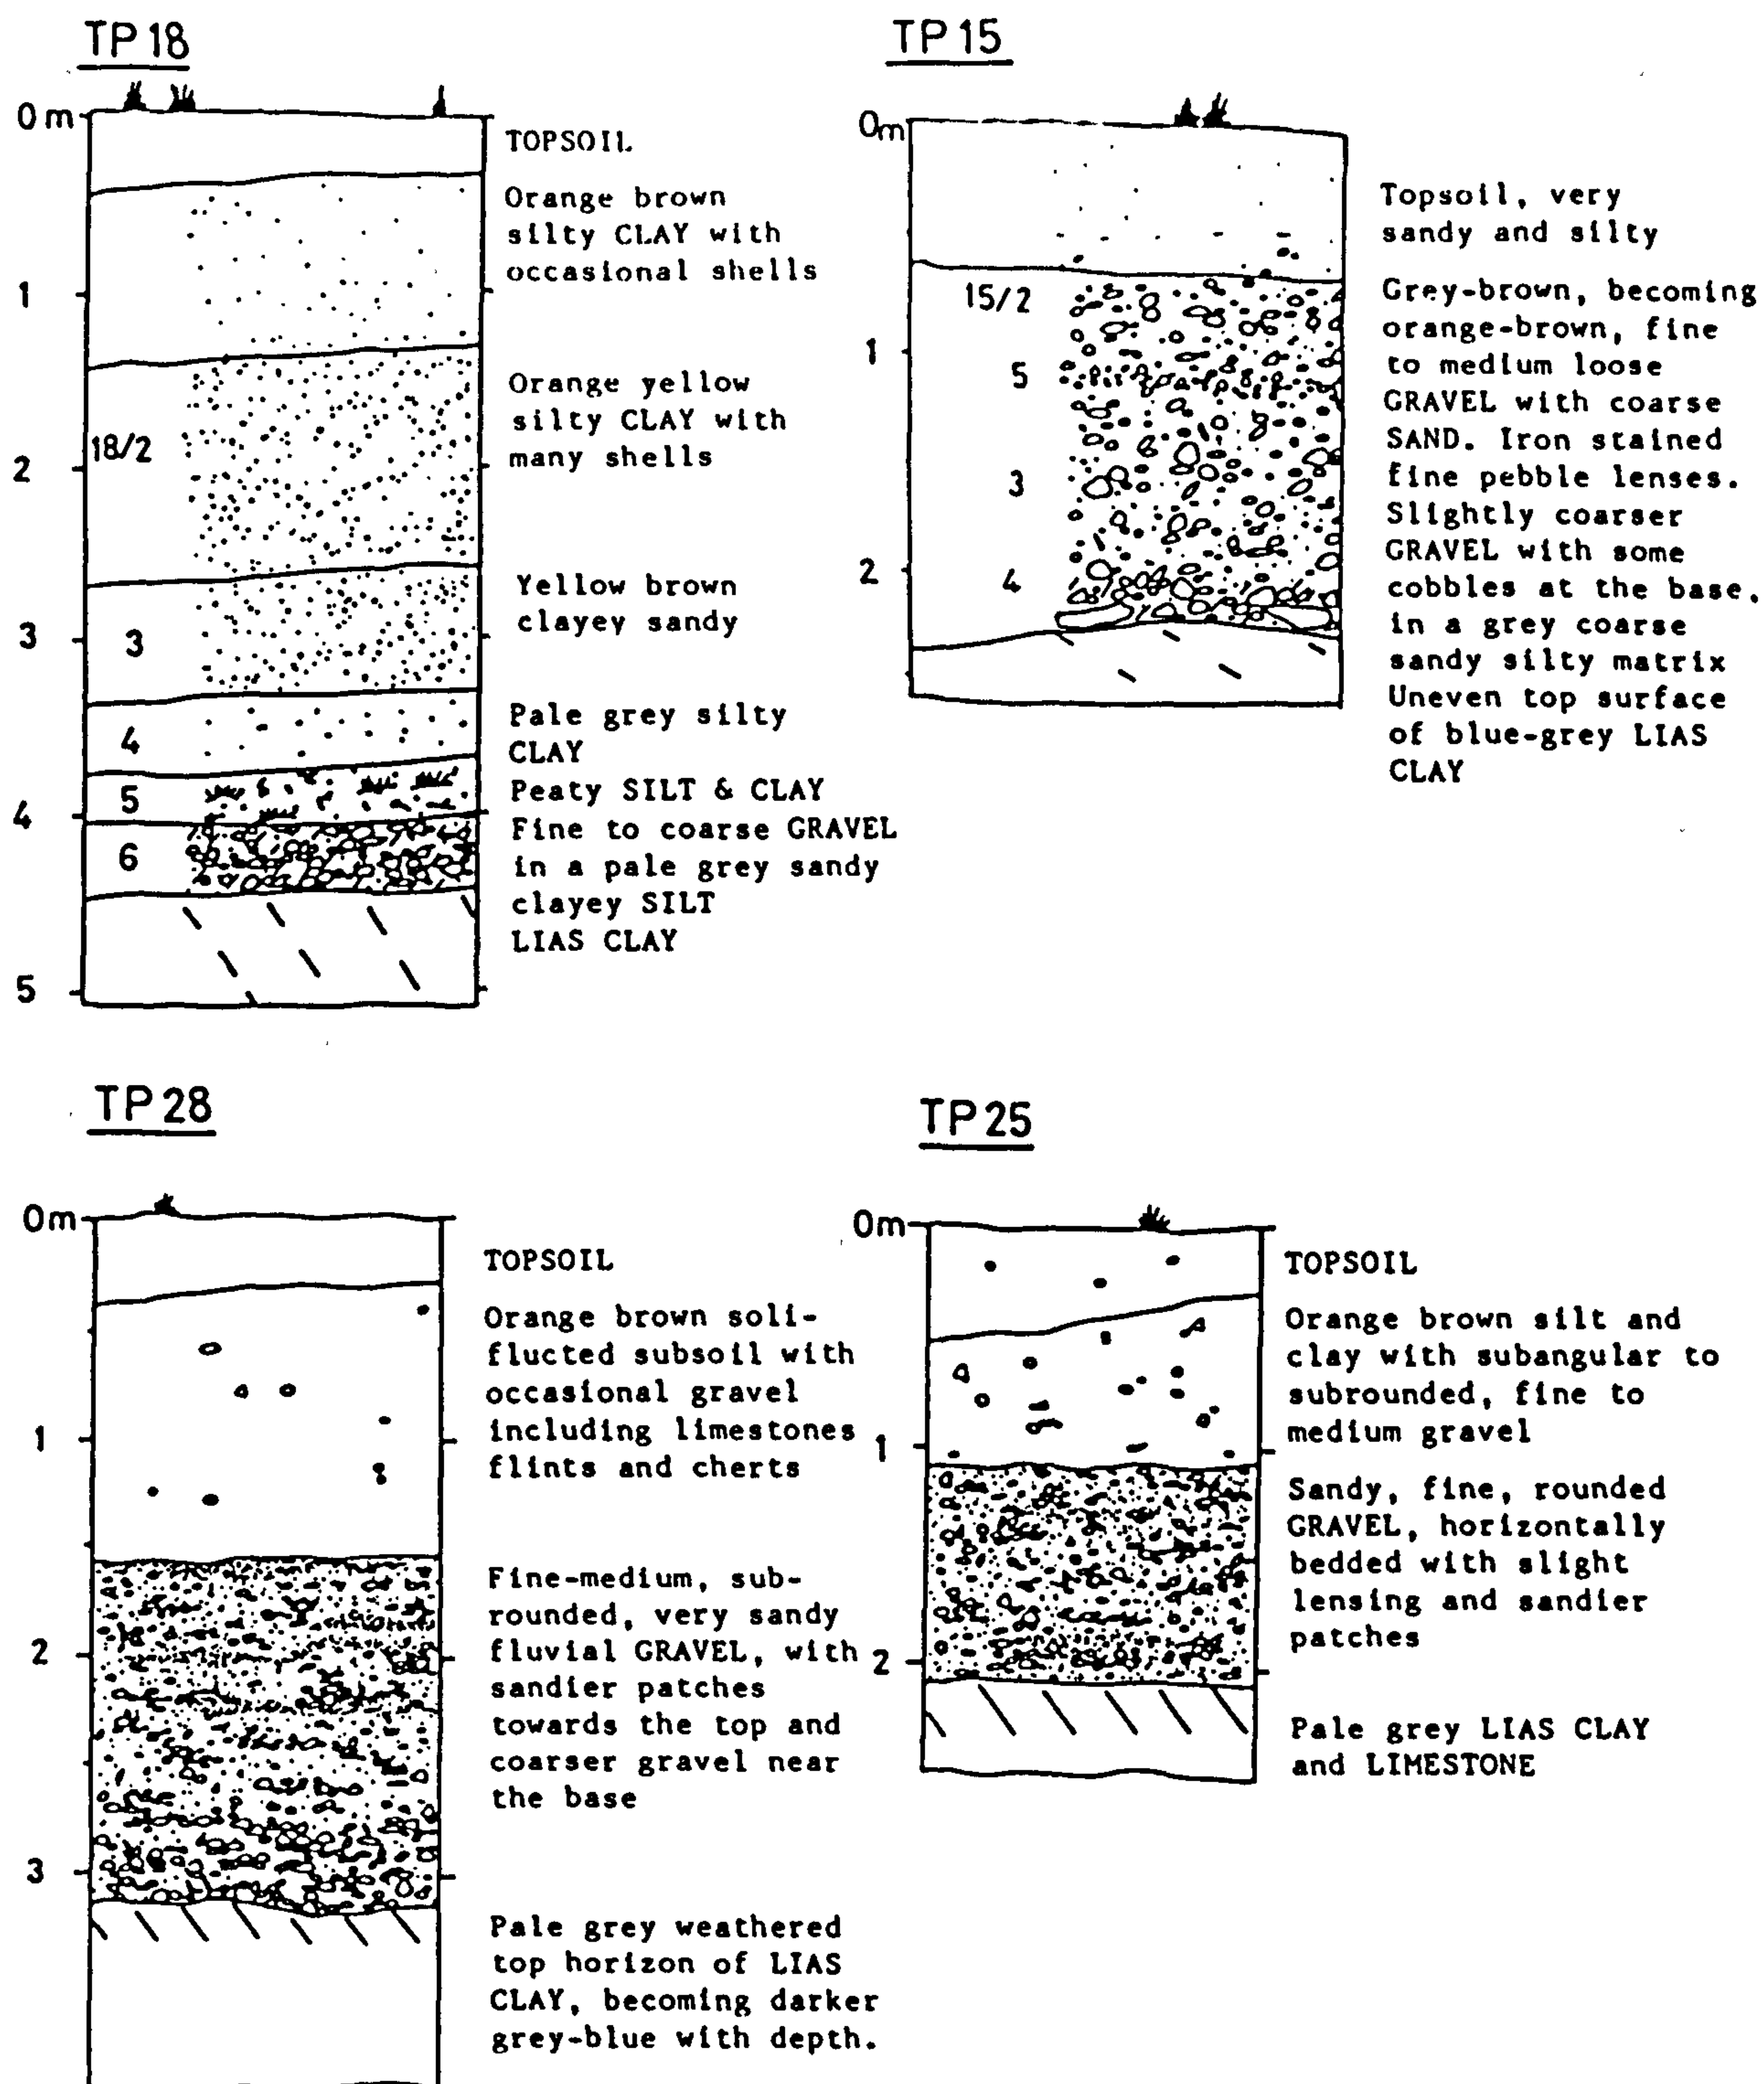 TP 18
0 m
1
2
3
4
5
18/2
3
4
5
6
TOPSOIL
Orange brown
silty CLAY with
occasional shells
Orange yellow
silty CLAY with
many shells
Yellow brown
clayey sandy
Pale grey silty
CLAY
Peaty SILT & CLAY
Fine to coarse GRAVEL
in a pale grey sandy
clayey SILT
LIAS CLAY
TP 15
0m
1
2
15/2
5
3
4
Topsoil, very
sandy and silty
Grey-brown, becoming
orange-brown, fine
to medium loose
GRAVEL with coarse
SAND. Iron stained
fine pebble lenses.
Slightly coarser
GRAVEL with some
cobbles at the base,
in a grey coarse
sandy silty matrix
Uneven top surface
of blue-grey LIAS
CLAY
TP 28
0m
1
2
3
TOPSOIL
Orange brown soli-
flucted subsoil with
occasional gravel
including limestones
flints and cherts
Fine-medium, sub-
rounded, very sandy
fluvial GRAVEL, with
sandier patches
towards the top and
coarser gravel near
the base
Pale grey weathered
top horizon of LIAS
CLAY, becoming darker
grey-blue with depth.
TP 25
0m
1
2
TOPSOIL
Orange brown silt and
clay with subangular to
subrounded, fine to
medium gravel
Sandy, fine, rounded
GRAVEL, horizontally
bedded with slight
lensing and sandier
patches
Pale grey LIAS CLAY
and LIMESTONE